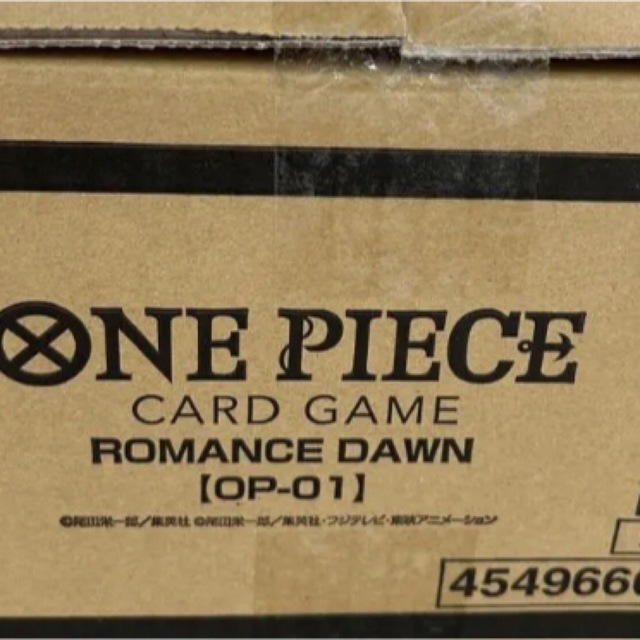 ONE PIECE
CARD GAME
ROMANCE DAWN
【OP-01】
©尾田栄一郎／集英社 ©尾田栄一郎／集英社・フジテレビ・東映アニメーション
454966